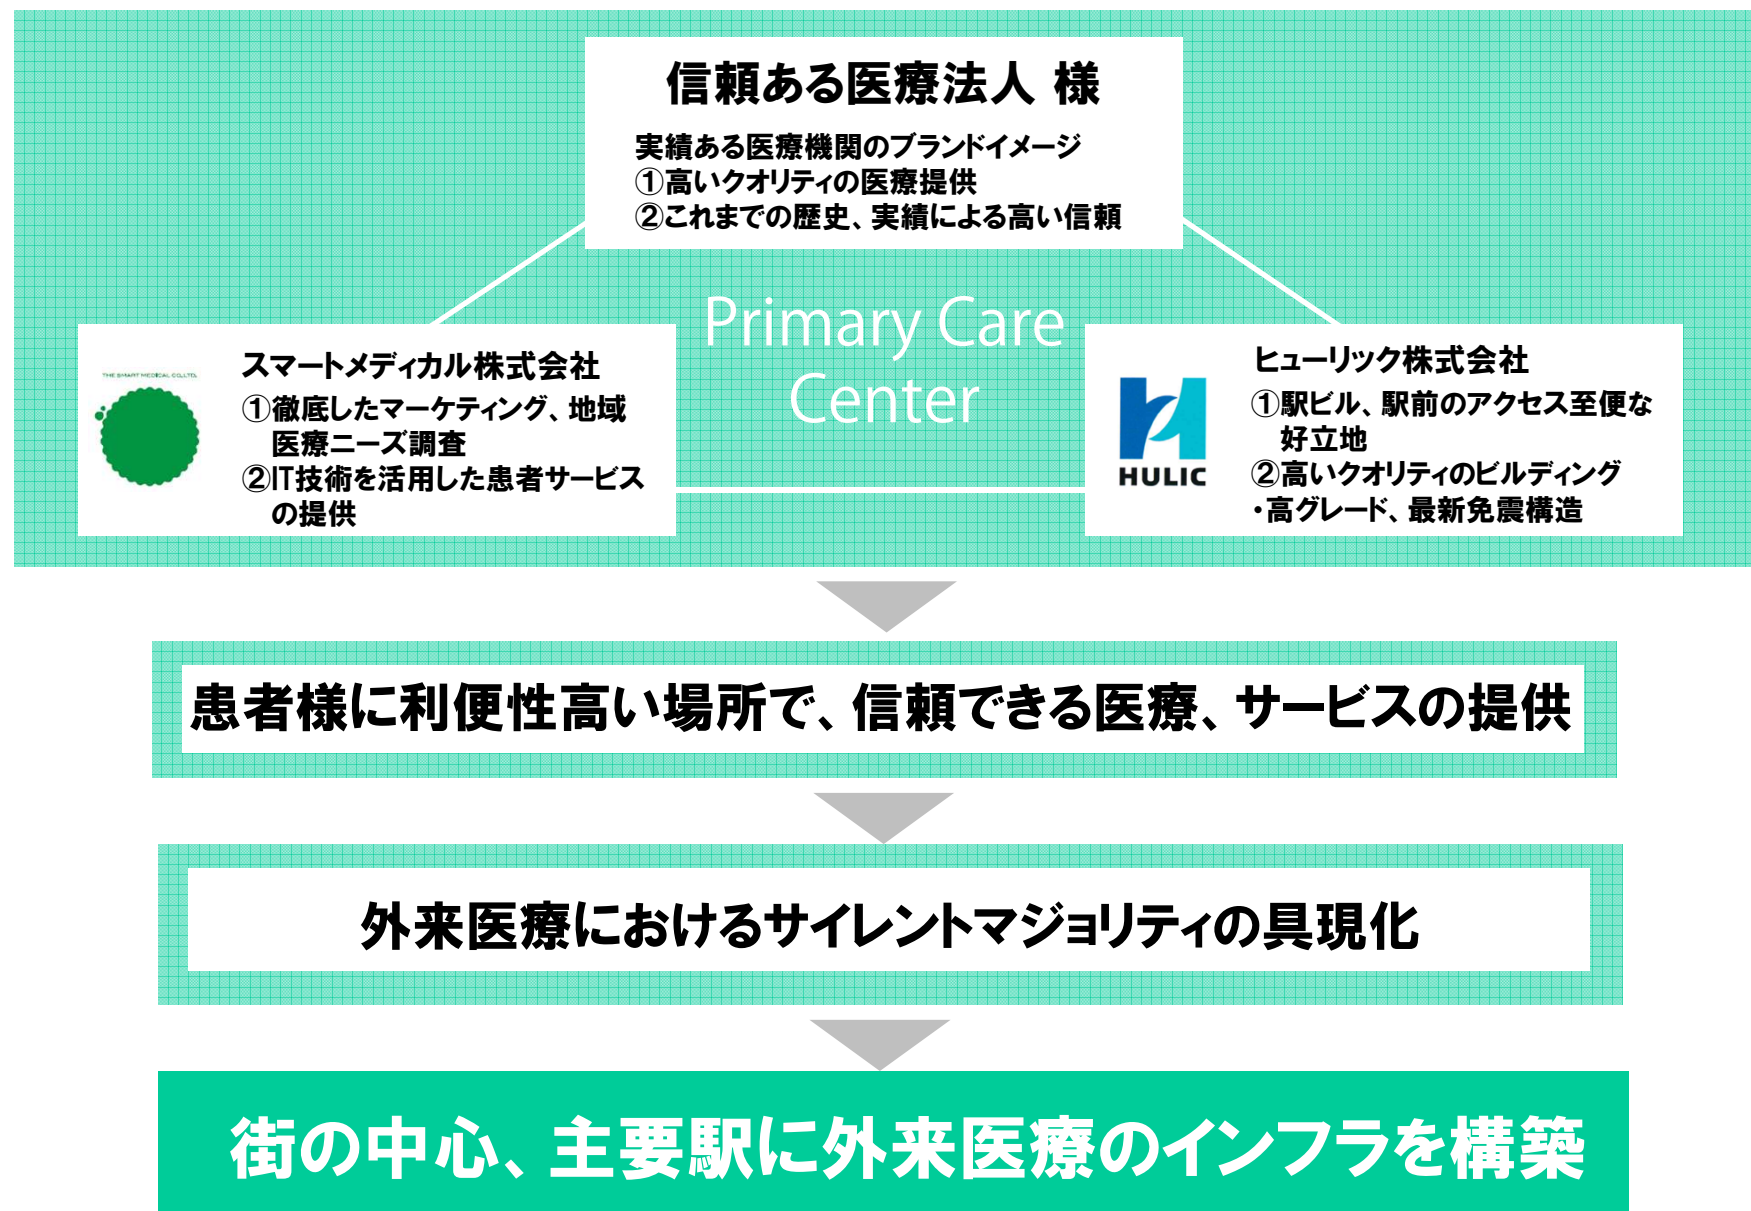 信頼ある医療法人 様
実績ある医療機関のブランドイメージ
①高いクオリティの医療提供
②これまでの歴史、実績による高い信頼
Primary Care
Center
THE SMART MEDICAL CO.,LTD.
スマートメディカル株式会社
①徹底したマーケティング、地域
医療ニーズ調査
②IT技術を活用した患者サービス
の提供
HULIC
ヒューリック株式会社
①駅ビル、駅前のアクセス至便な
好立地
②高いクオリティのビルディング
・高グレード、最新免震構造
患者様に利便性高い場所で、信頼できる医療、サービスの提供
外来医療におけるサイレントマジョリティの具現化
街の中心、主要駅に外来医療のインフラを構築